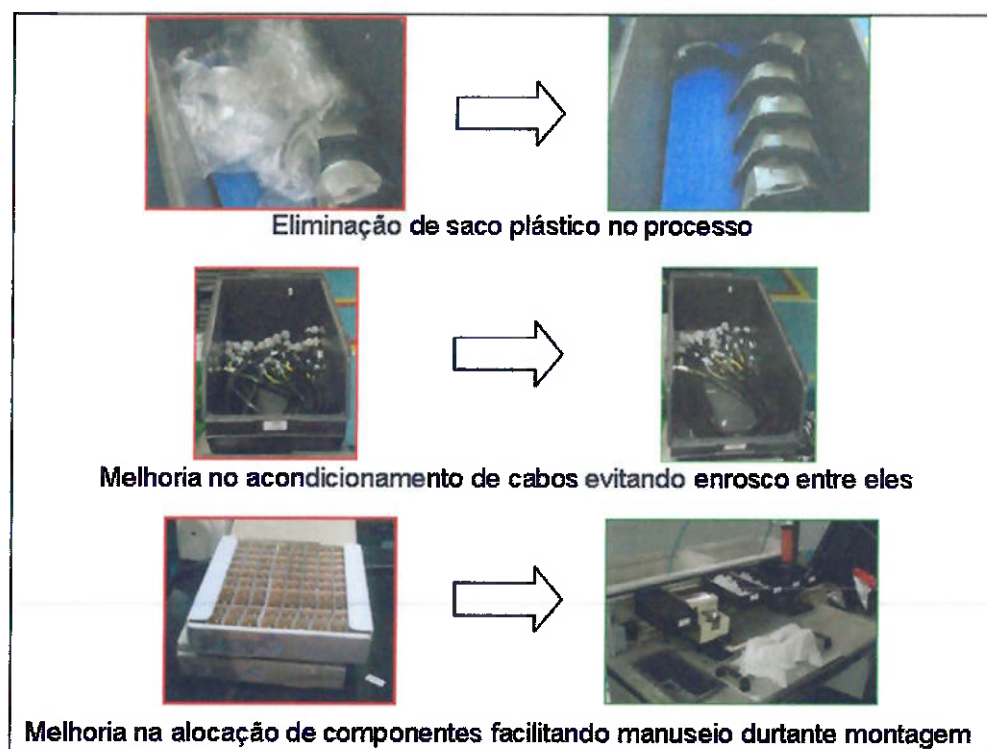 Eliminação de saco plástico no processo
Melhoria no acondicionamento de cabos evitando enrosco entre eles
Melhoria na alocação de componentes facilitando manuseio durtante montagem